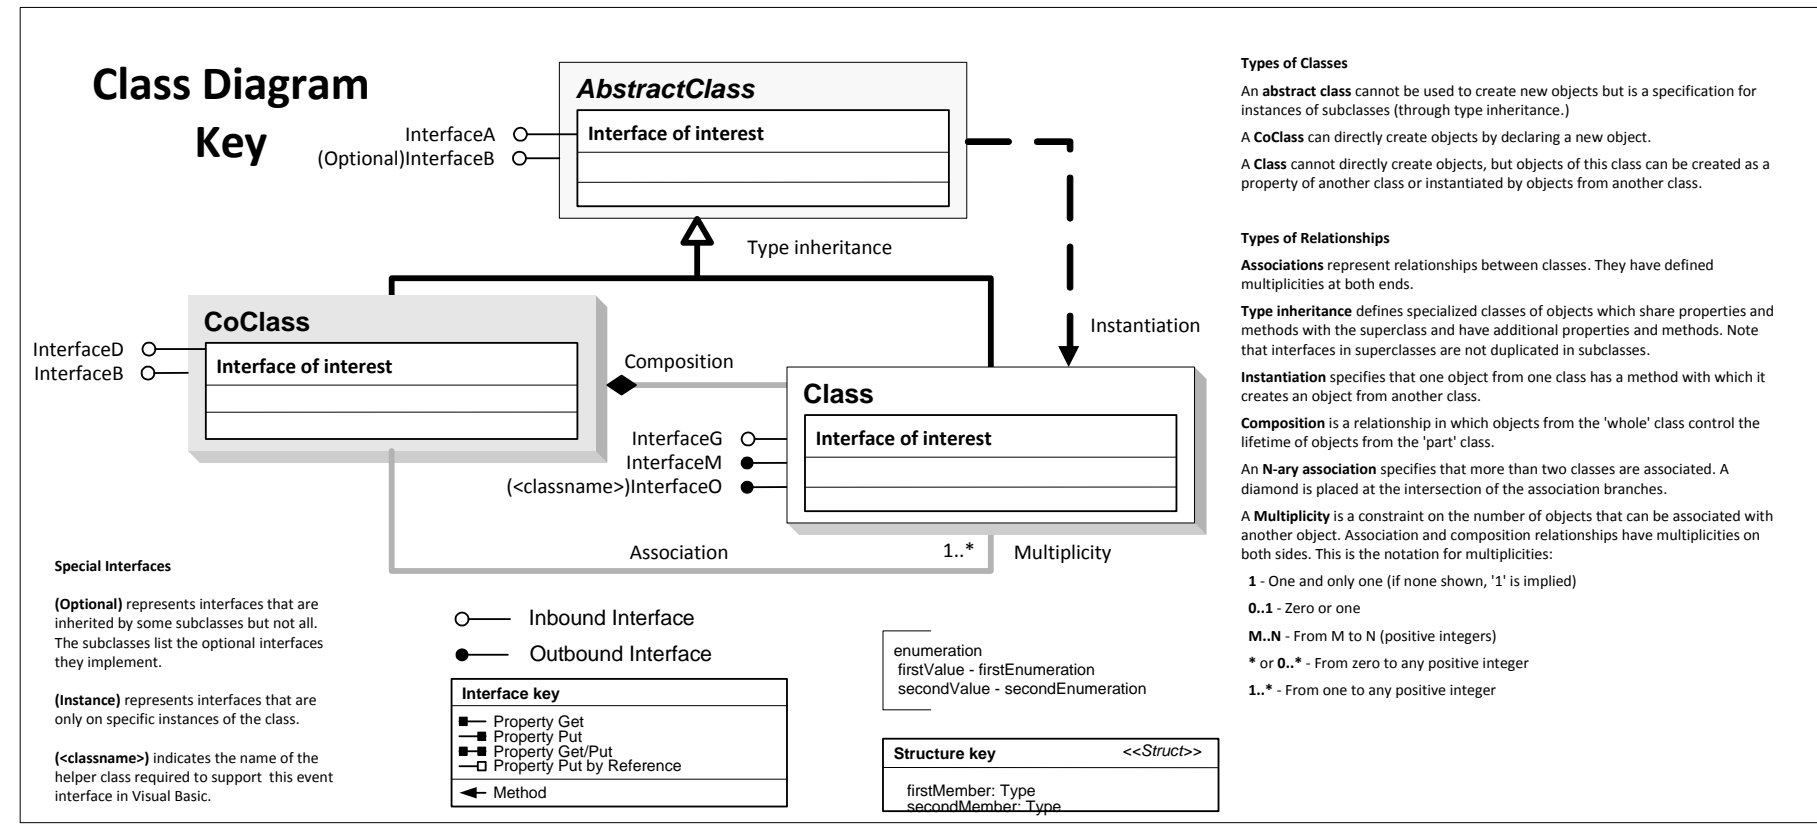 Class Diagram
Key
AbstractClass
Interface of interest
InterfaceA
(Optional)InterfaceB
Type inheritance
Instantiation
CoClass
Interface of interest
InterfaceD
InterfaceB
Composition
Class
Interface of interest
InterfaceG
InterfaceM
(<classname>)InterfaceO
Association
1..*
Multiplicity
Special Interfaces
(Optional) represents interfaces that are
inherited by some subclasses but not all.
The subclasses list the optional interfaces
they implement.
(Instance) represents interfaces that are
only on specific instances of the class.
(<classname>) indicates the name of the
helper class required to support this event
interface in Visual Basic.
Inbound Interface
Outbound Interface
Interface key
Property Get
Property Put
Property Get/Put
Property Put by Reference
Method
enumeration
firstValue - firstEnumeration
secondValue - secondEnumeration
Structure key <<Struct>>
firstMember: Type
secondMember: Type
Types of Classes
An abstract class cannot be used to create new objects but is a specification for
instances of subclasses (through type inheritance.)
A CoClass can directly create objects by declaring a new object.
A Class cannot directly create objects, but objects of this class can be created as a
property of another class or instantiated by objects from another class.
Types of Relationships
Associations represent relationships between classes. They have defined
multiplicities at both ends.
Type inheritance defines specialized classes of objects which share properties and
methods with the superclass and have additional properties and methods. Note
that interfaces in superclasses are not duplicated in subclasses.
Instantiation specifies that one object from one class has a method with which it
creates an object from another class.
Composition is a relationship in which objects from the 'whole' class control the
lifetime of objects from the 'part' class.
An N-ary association specifies that more than two classes are associated. A
diamond is placed at the intersection of the association branches.
A Multiplicity is a constraint on the number of objects that can be associated with
another object. Association and composition relationships have multiplicities on
both sides. This is the notation for multiplicities:
1 - One and only one (if none shown, '1' is implied)
0..1 - Zero or one
M..N - From M to N (positive integers)
* or 0..* - From zero to any positive integer
1..* - From one to any positive integer